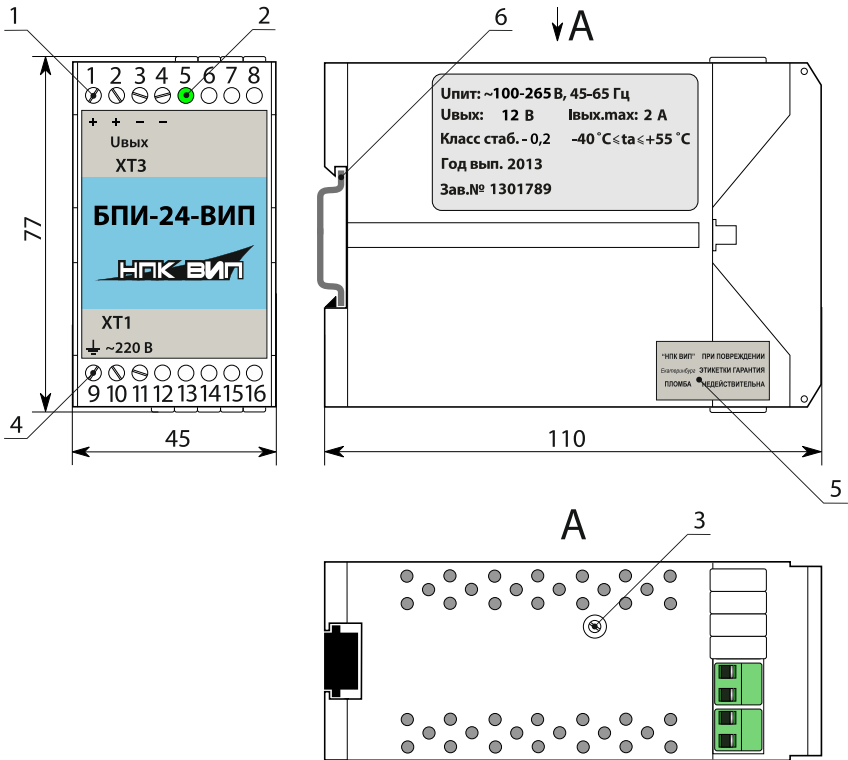 1
2
6
А
1 2 3 4 5 6 7 8
+ + − −
Uвых
XT3
БПИ-24-ВИП
НПК ВИП
XT1
~220 В
9 10 11 12 13 14 15 16
77
45
4
Uпит: ~100-265 В, 45-65 Гц
Uвых: 12 В Iвых.max: 2 А
Класс стаб. - 0,2 -40 °С≤ta≤+55 °С
Год вып. 2013
Зав.№ 1301789
"НПК ВИП" ПРИ ПОВРЕЖДЕНИИ
Екатеринбург ЭТИКЕТКИ ГАРАНТИЯ
ПЛОМБА НЕДЕЙСТВИТЕЛЬНА
110
5
А
3